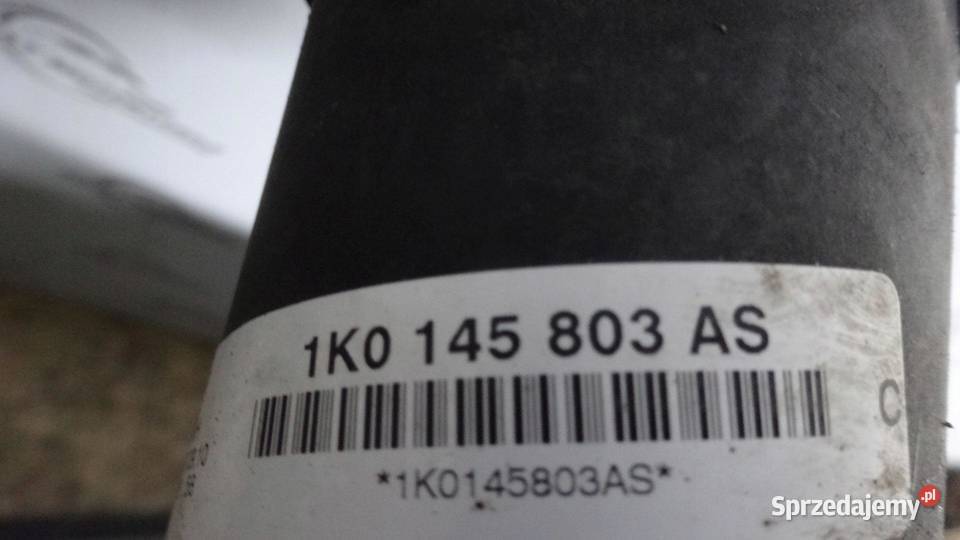 1K0 145 803 AS
C
*1K0145803AS*
Sprzedajemy.pl